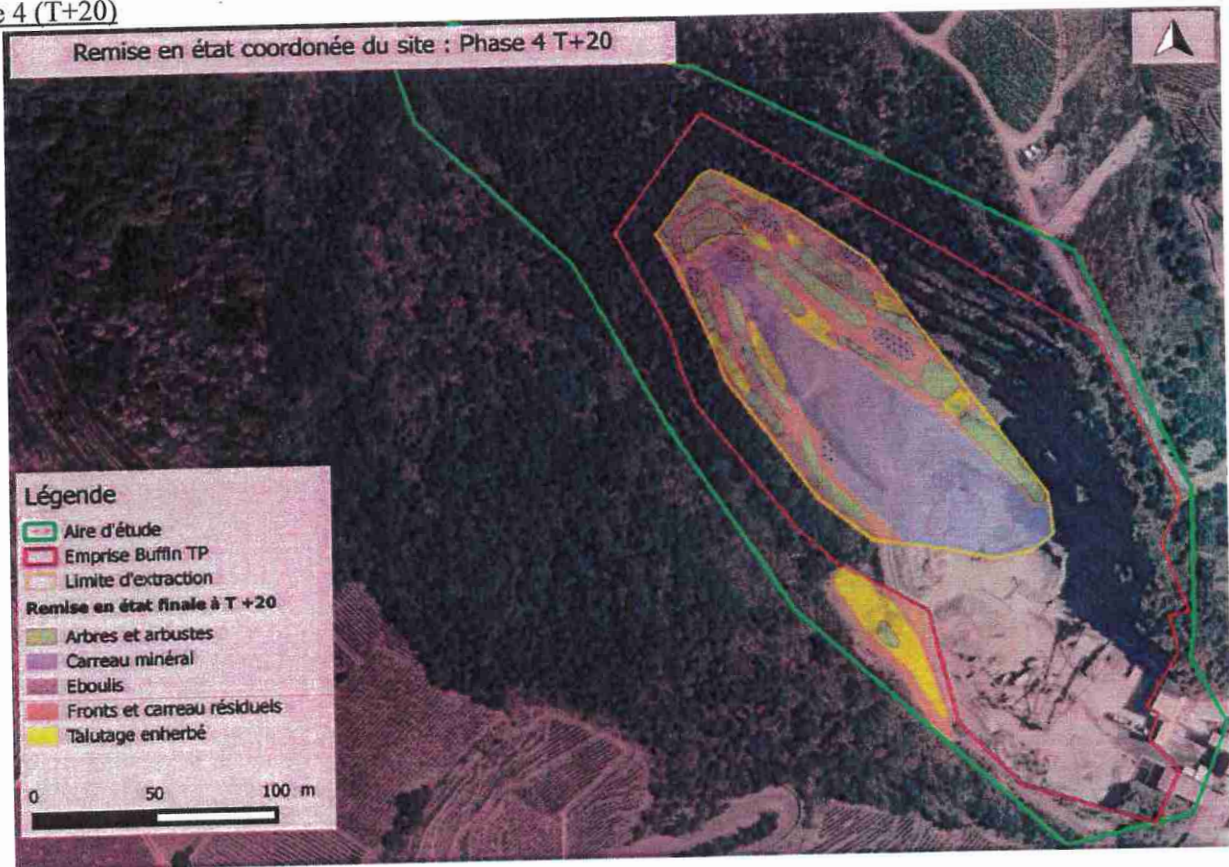 e 4 (T+20)
Remise en état coordonée du site : Phase 4 T+20
Légende
Aire d'étude
Emprise Buffin TP
Limite d'extraction
Remise en état finale à T +20
Arbres et arbustes
Carreau minéral
Eboulis
Fronts et carreau résiduels
Talutage enherbé
0 50 100 m